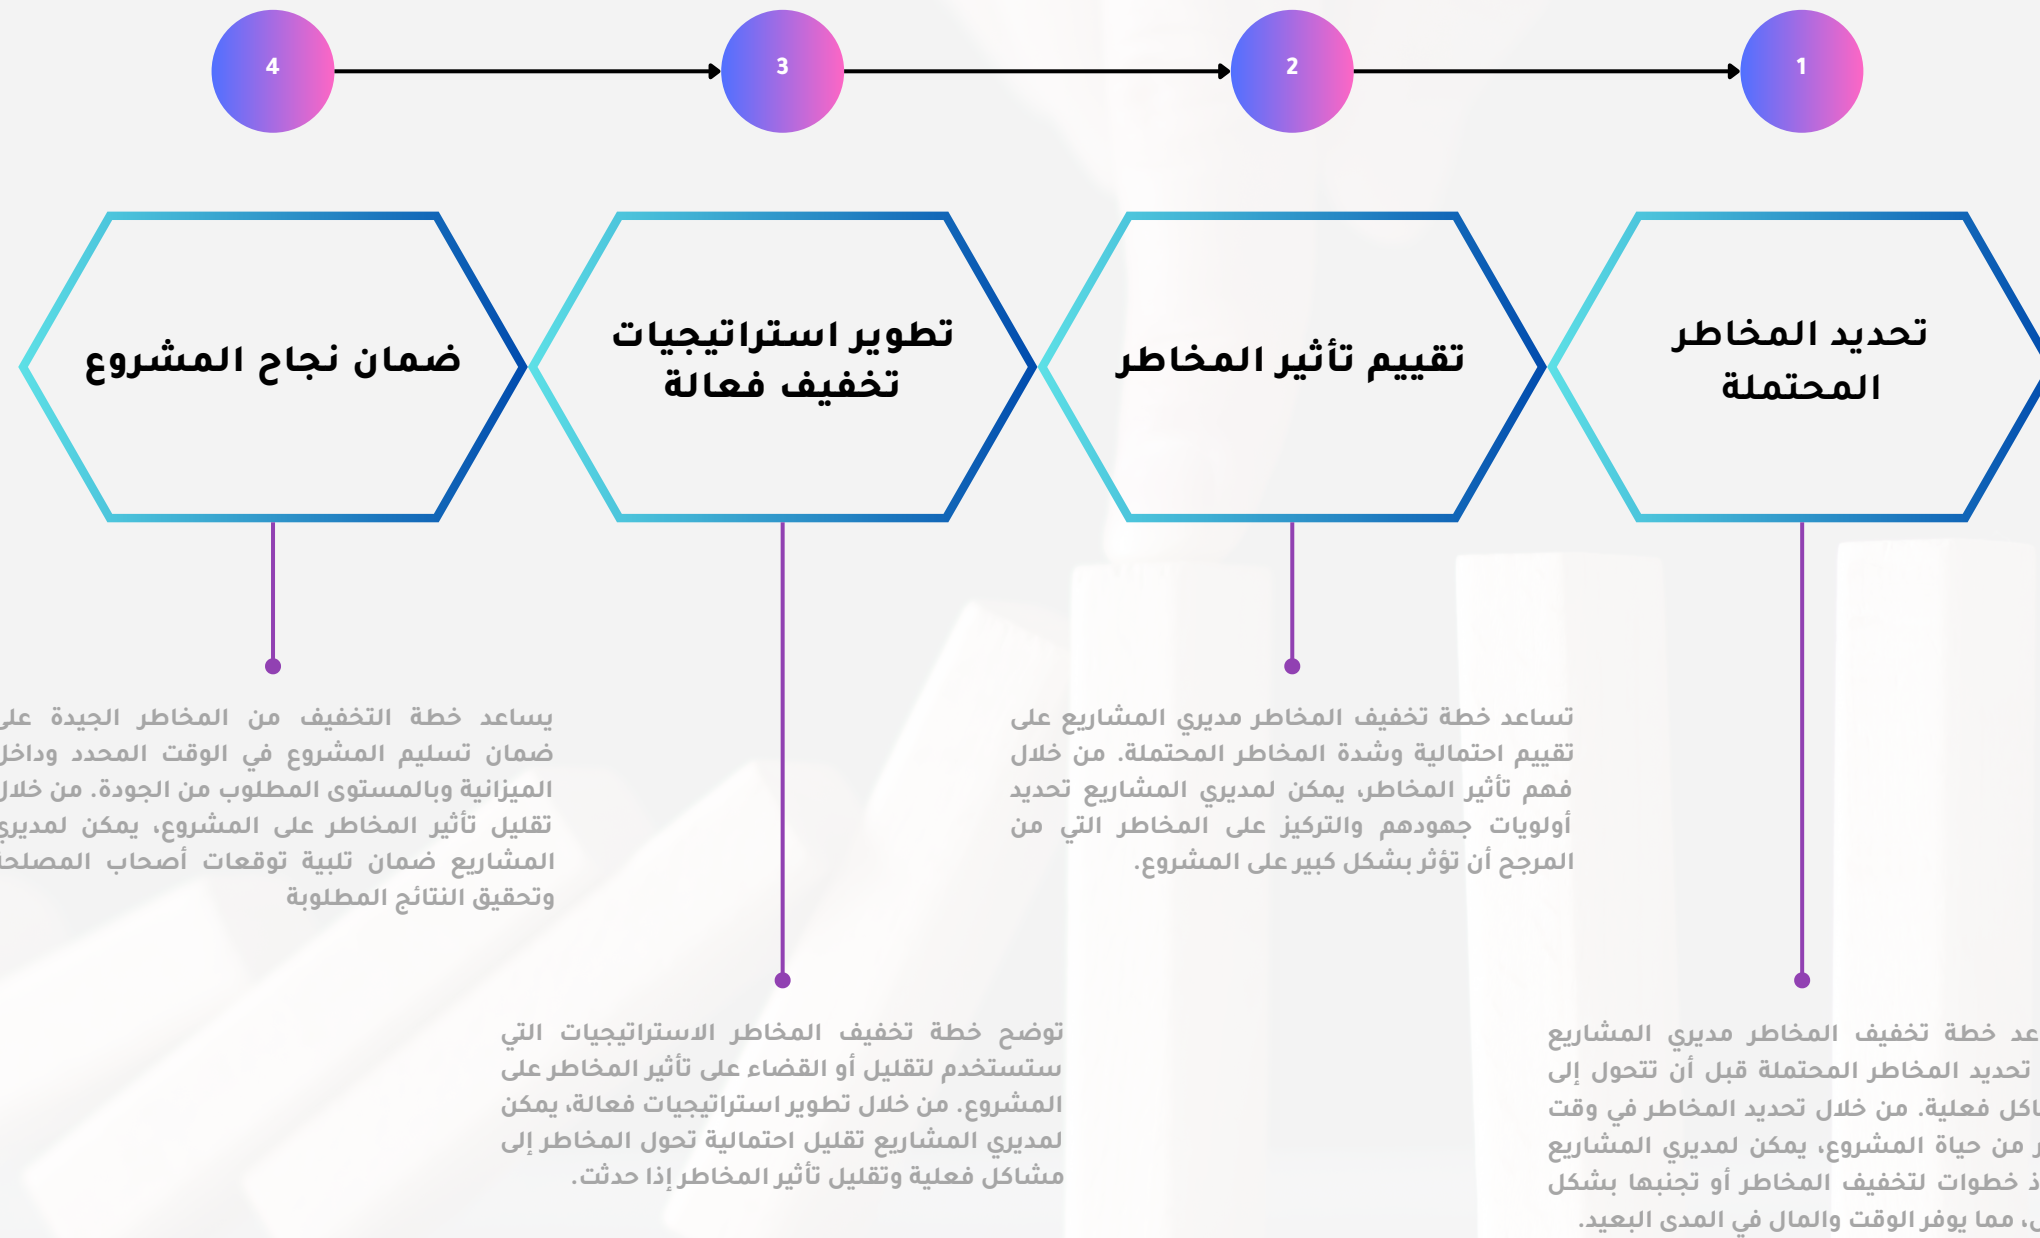 1
2
3
4
تحديد المخاطر
المحتملة
تقييم تأثير المخاطر
تطوير استراتيجيات
تخفيف فعالة
ضمان نجاح المشروع
يساعد خطة التخفيف من المخاطر الجيدة على
ضمان تسليم المشروع في الوقت المحدد وداخل
الميزانية وبالمستوى المطلوب من الجودة. من خلال
تقليل تأثير المخاطر على المشروع، يمكن لمديري
المشاريع ضمان تلبية توقعات أصحاب المصلحة
وتحقيق النتائج المطلوبة
تساعد خطة تخفيف المخاطر مديري المشاريع على
تقييم احتمالية وشدة المخاطر المحتملة. من خلال
فهم تأثير المخاطر، يمكن لمديري المشاريع تحديد
أولويات جهودهم والتركيز على المخاطر التي من
المرجح أن تؤثر بشكل كبير على المشروع.
توضح خطة تخفيف المخاطر الاستراتيجيات التي
ستستخدم لتقليل أو القضاء على تأثير المخاطر على
المشروع. من خلال تطوير استراتيجيات فعالة، يمكن
لمديري المشاريع تقليل احتمالية تحول المخاطر إلى
مشاكل فعلية وتقليل تأثير المخاطر إذا حدثت.
خطة تخفيف المخاطر مديري المشاريع
تحديد المخاطر المحتملة قبل أن تتحول إلى
فعلية. من خلال تحديد المخاطر في وقت
من حياة المشروع، يمكن لمديري المشاريع
خطوات لتخفيف المخاطر أو تجنبها بشكل
مما يوفر الوقت والمال في المدى البعيد.